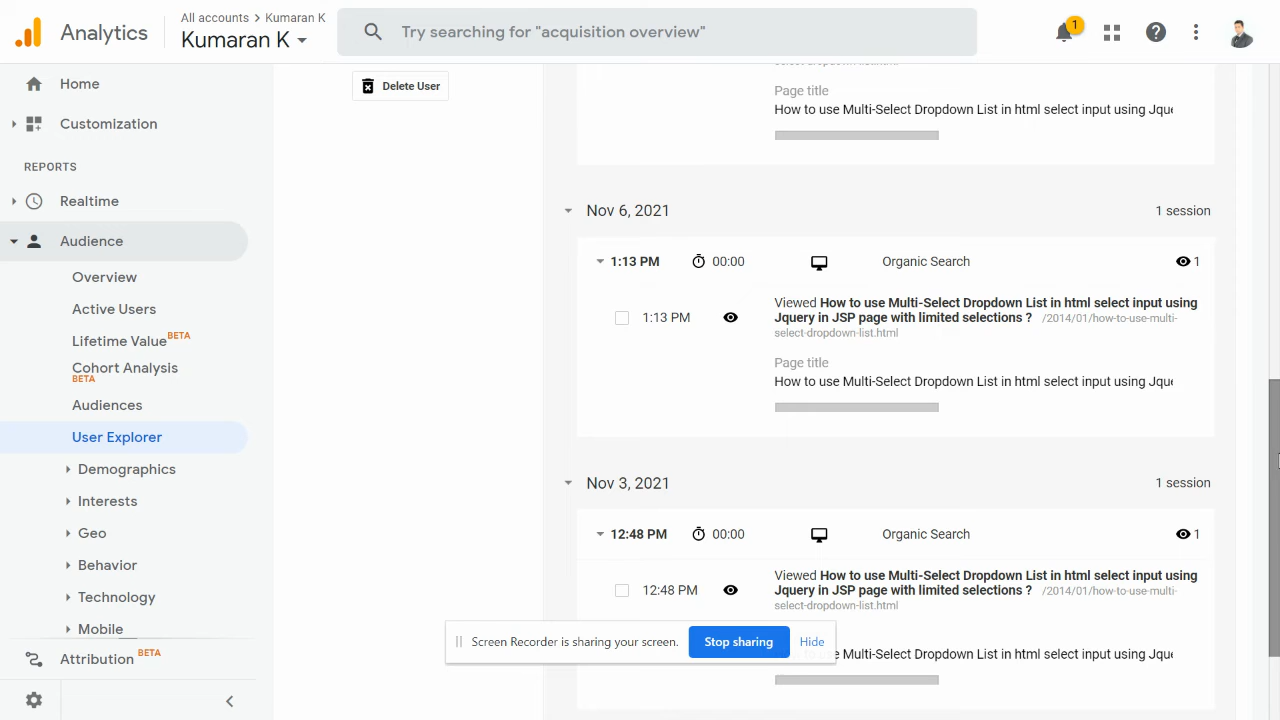 Analytics
All accounts > Kumaran K
Kumaran K
Try searching for "acquisition overview"
1
Home
Customization
REPORTS
Realtime
Audience
Overview
Active Users
Lifetime Value BETA
Cohort Analysis
BETA
Audiences
User Explorer
Demographics
Interests
Geo
Behavior
Technology
Mobile
Attribution BETA
Delete User
select-dropdown-list.html
Page title
How to use Multi-Select Dropdown List in html select input using Jque
Nov 6, 2021 1 session
1:13 PM 00:00 Organic Search 1
1:13 PM Viewed How to use Multi-Select Dropdown List in html select input using
Jquery in JSP page with limited selections ? /2014/01/how-to-use-multi-
select-dropdown-list.html
Page title
How to use Multi-Select Dropdown List in html select input using Jque
Nov 3, 2021 1 session
12:48 PM 00:00 Organic Search 1
12:48 PM Viewed How to use Multi-Select Dropdown List in html select input using
Jquery in JSP page with limited selections ? /2014/01/how-to-use-multi-
select-dropdown-list.html
Screen Recorder is sharing your screen. Stop sharing Hide
use Multi-Select Dropdown List in html select input using Jque